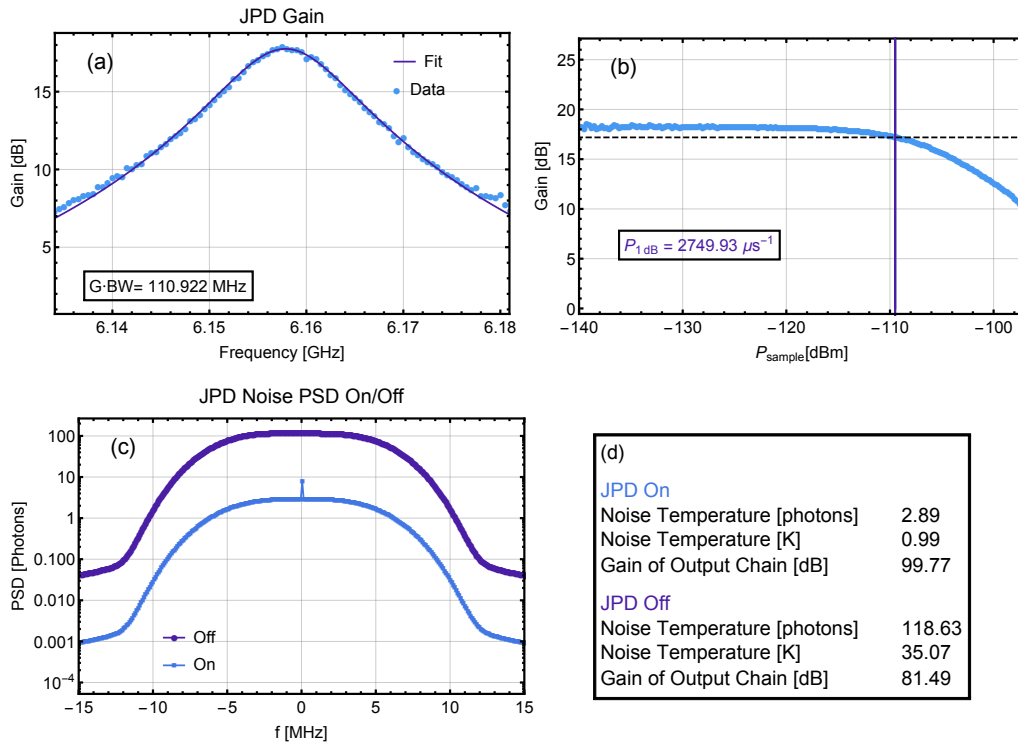 JPD Gain
(a)
Fit
Data
Gain [dB]
15
10
5
G·BW= 110.922 MHz
6.14
6.15
6.16
6.17
6.18
Frequency [GHz]
(b)
Gain [dB]
25
20
15
10
5
0
P1 dB = 2749.93 μs−1
−140
−130
−120
−110
−100
Psample[dBm]
JPD Noise PSD On/Off
(c)
PSD [Photons]
100
10
1
0.100
0.010
0.001
10−4
Off
On
−15
−10
−5
0
5
10
15
f [MHz]
(d)
JPD On
Noise Temperature [photons] 2.89
Noise Temperature [K] 0.99
Gain of Output Chain [dB] 99.77
JPD Off
Noise Temperature [photons] 118.63
Noise Temperature [K] 35.07
Gain of Output Chain [dB] 81.49